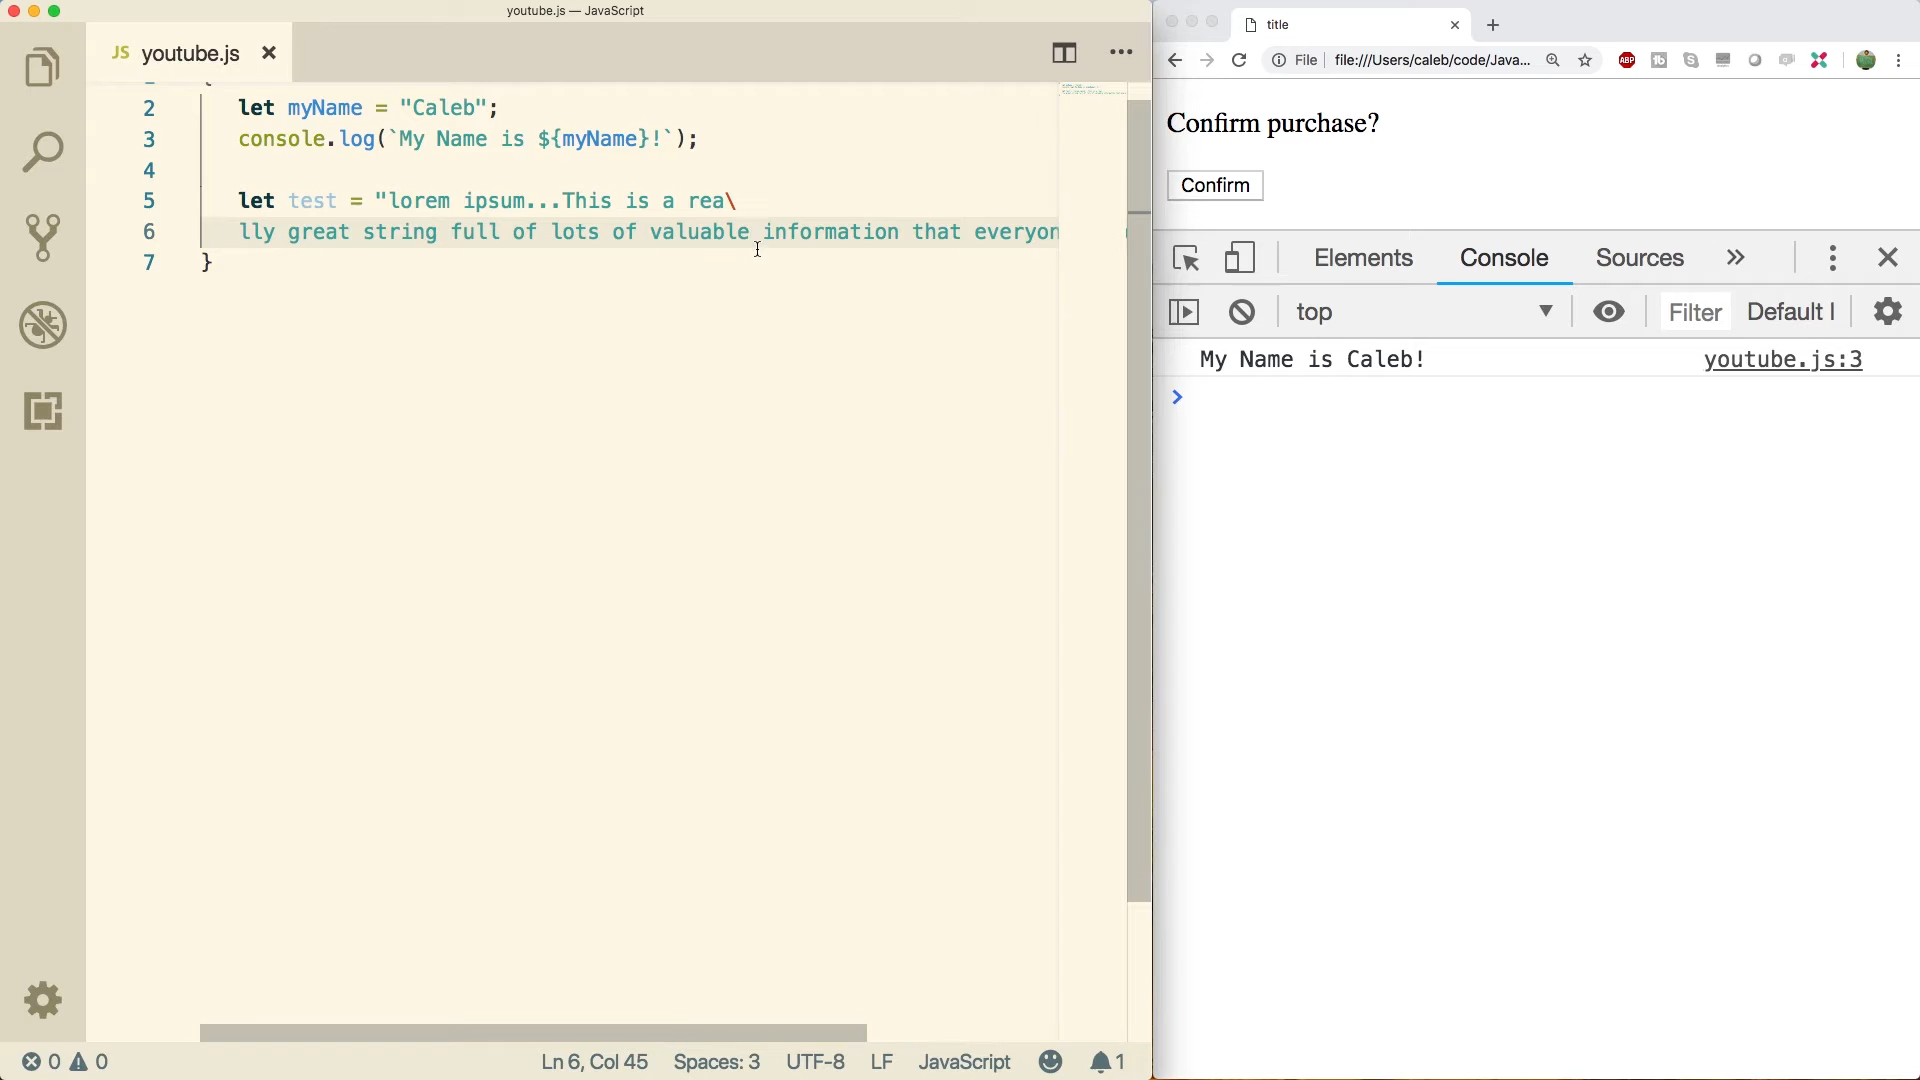 youtube.js — JavaScript
JS youtube.js
2 let myName = "Caleb";
3 console.log(`My Name is ${myName}!`);
4
5 let test = "lorem ipsum...This is a rea\
6 lly great string full of lots of valuable information that everyon
7 }
0 0
Ln 6, Col 45 Spaces: 3 UTF-8 LF JavaScript 1
title
File file:///Users/caleb/code/Java...
ABP
Confirm purchase?
Confirm
Elements Console Sources »
top Filter Default l
My Name is Caleb! youtube.js:3